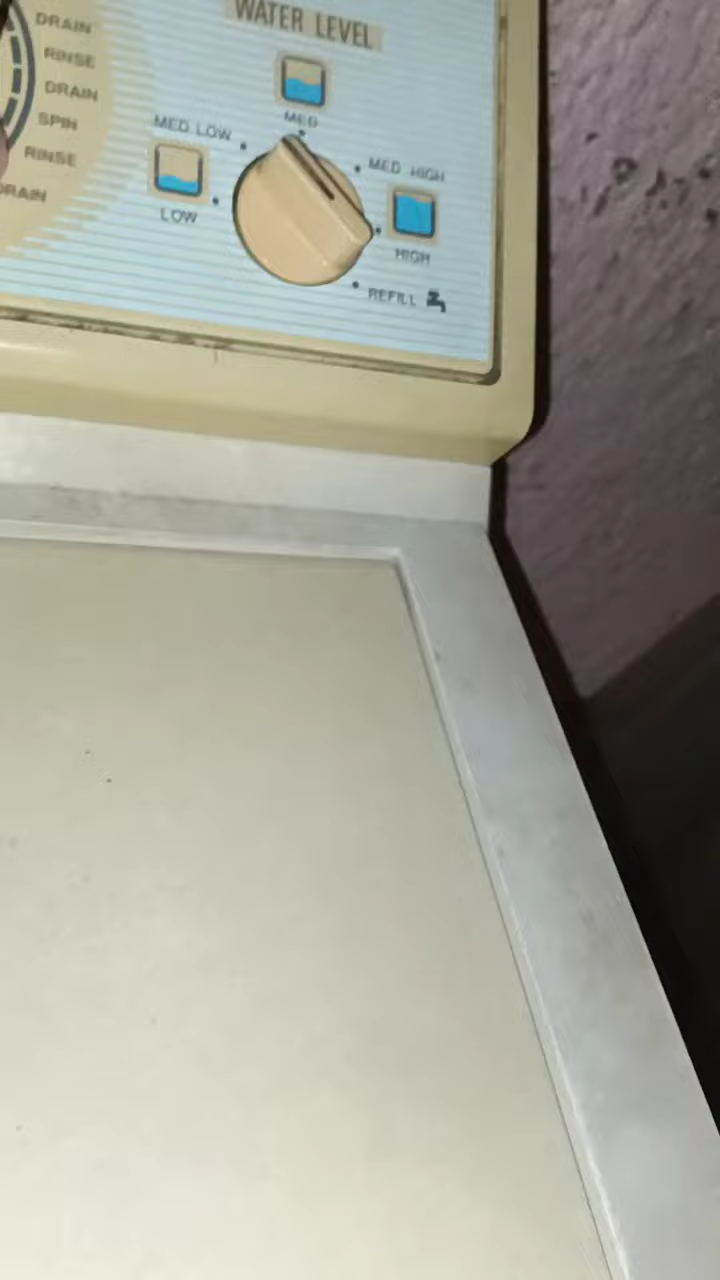 DRAIN
RINSE
DRAIN
SPIN
RINSE
DRAIN
WATER LEVEL
MED
MED LOW
MED HIGH
LOW
HIGH
REFILL